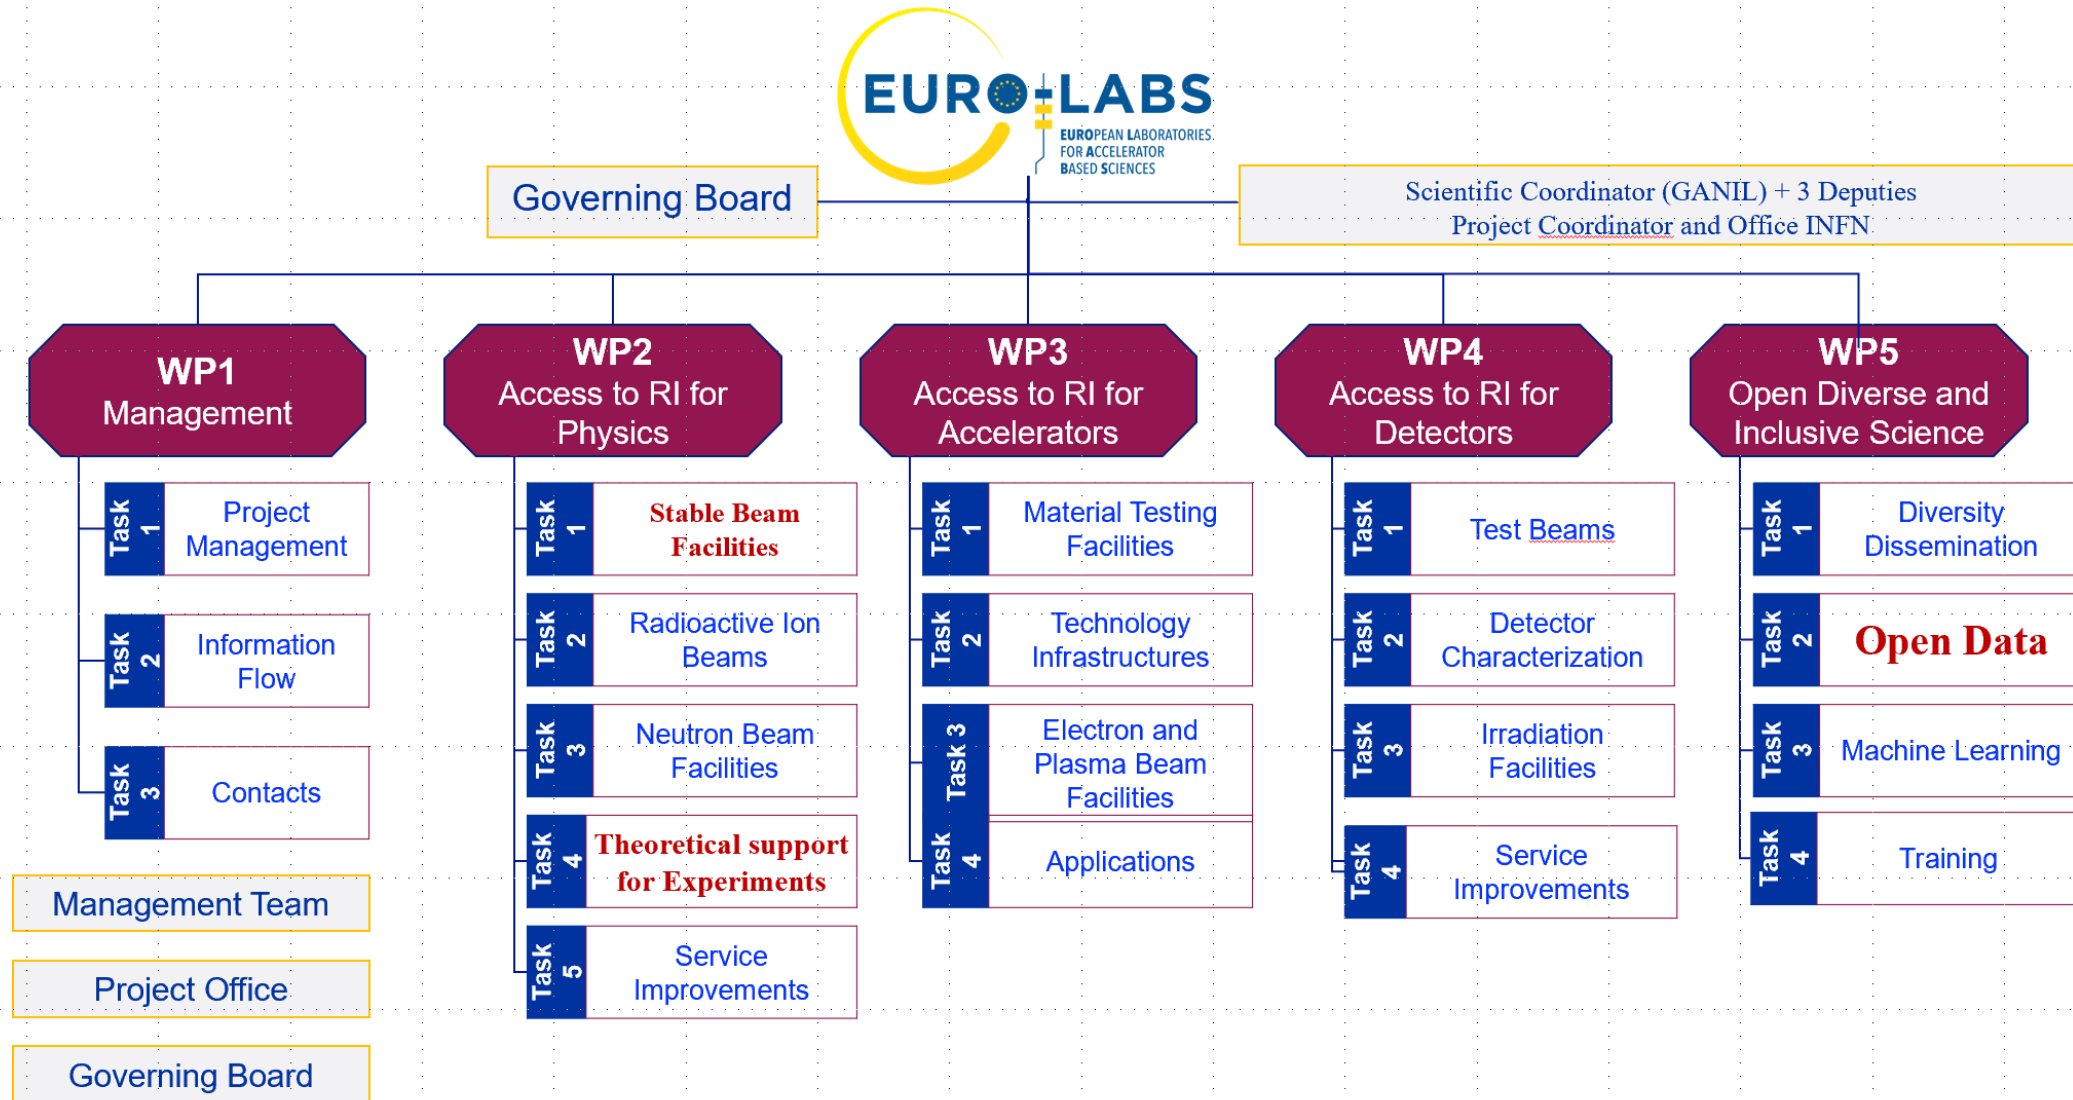 EURO-LABS
EUROPEAN LABORATORIES
FOR ACCELERATOR
BASED SCIENCES
Governing Board
Scientific Coordinator (GANIL) + 3 Deputies
Project Coordinator and Office INFN
WP1
Management
Task 1
Project
Management
Task 2
Information
Flow
Task 3
Contacts
Management Team
Project Office
Governing Board
WP2
Access to RI for
Physics
Task 1
Stable Beam
Facilities
Task 2
Radioactive Ion
Beams
Task 3
Neutron Beam
Facilities
Task 4
Theoretical support
for Experiments
Task 5
Service
Improvements
WP3
Access to RI for
Accelerators
Task 1
Material Testing
Facilities
Task 2
Technology
Infrastructures
Task 3
Electron and
Plasma Beam
Facilities
Task 4
Applications
WP4
Access to RI for
Detectors
Task 1
Test Beams
Task 2
Detector
Characterization
Task 3
Irradiation
Facilities
Task 4
Service
Improvements
WP5
Open Diverse and
Inclusive Science
Task 1
Diversity
Dissemination
Task 2
Open Data
Task 3
Machine Learning
Task 4
Training